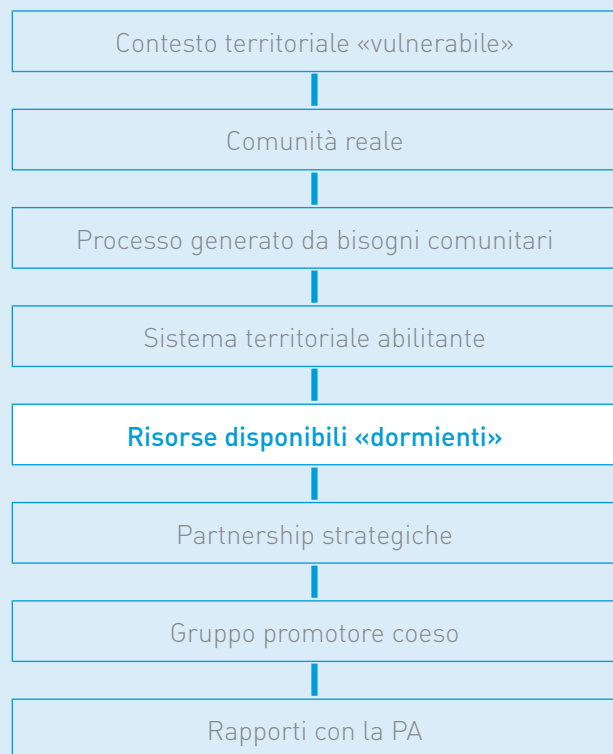 Contesto territoriale «vulnerabile»
Comunità reale
Processo generato da bisogni comunitari
Sistema territoriale abilitante
Risorse disponibili «dormienti»
Partnership strategiche
Gruppo promotore coeso
Rapporti con la PA